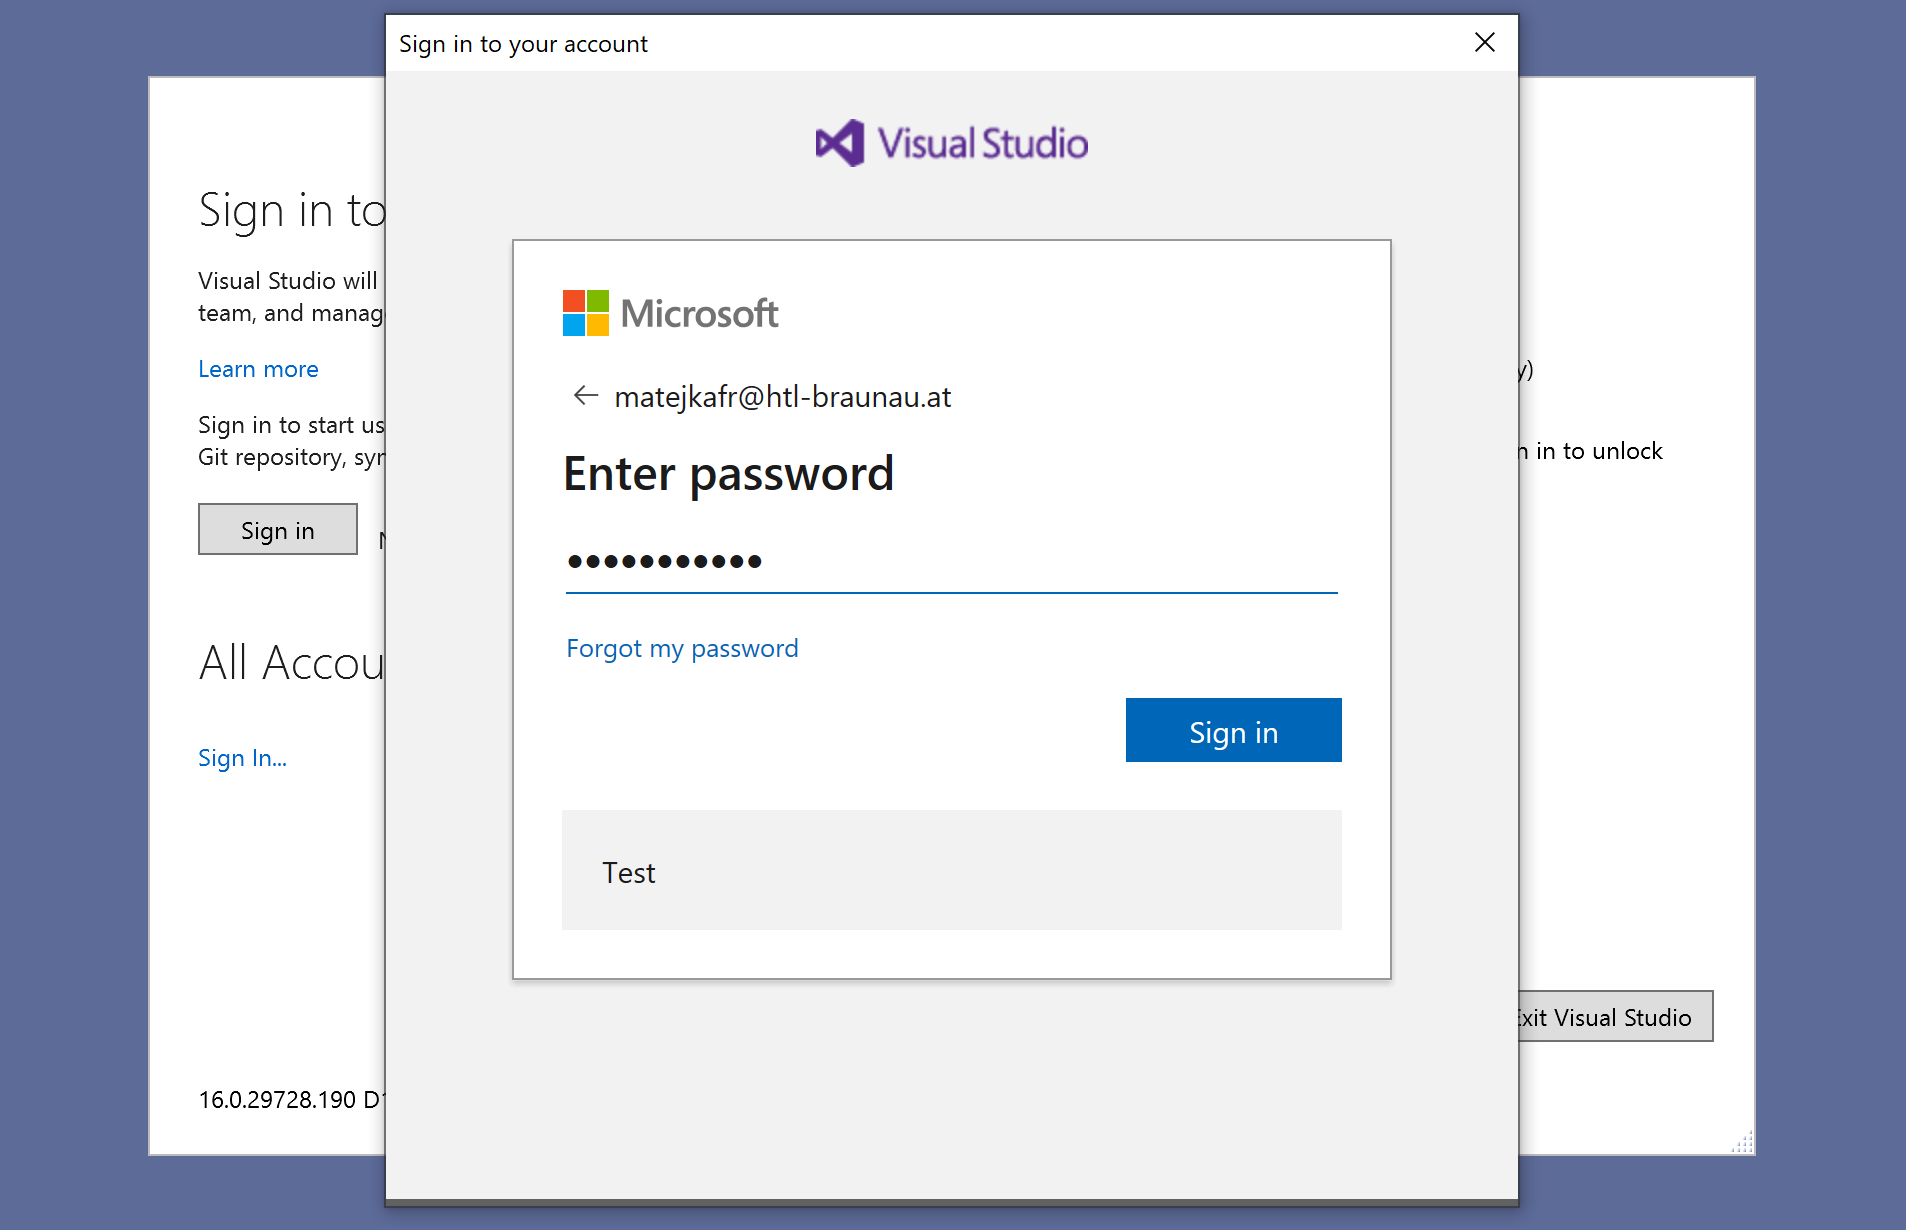 Sign in to your account
Visual Studio
Sign in to
Visual Studio will
team, and manag
Learn more
Sign in to start us
Git repository, syn
Sign in
All Accou
Sign In...
16.0.29728.190 D1
Microsoft
← matejkafr@htl-braunau.at
Enter password
●●●●●●●●●●●
Forgot my password
Sign in
Test
y)
n in to unlock
Exit Visual Studio